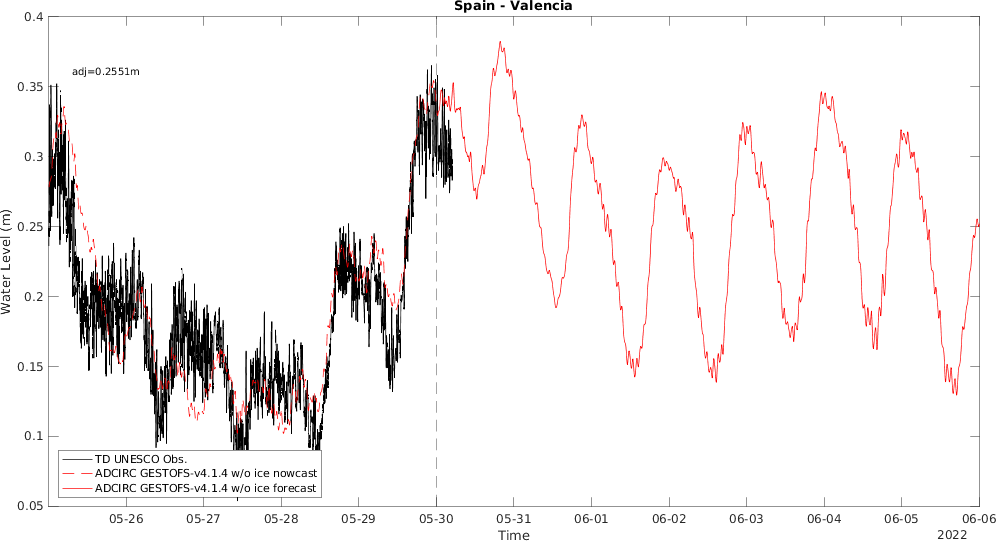 Spain - Valencia
adj=0.2551m
Water Level (m)
0.4
0.35
0.3
0.25
0.2
0.15
0.1
0.05
TD UNESCO Obs.
ADCIRC GESTOFS-v4.1.4 w/o ice nowcast
ADCIRC GESTOFS-v4.1.4 w/o ice forecast
05-26 05-27 05-28 05-29 05-30 05-31 06-01 06-02 06-03 06-04 06-05 06-06
Time
2022